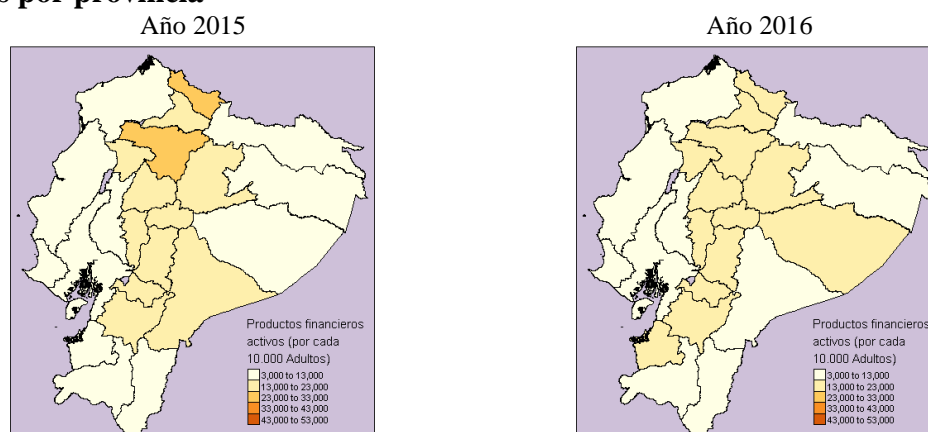 por provincia
Año 2015
Año 2016
Productos financieros
activos (por cada
10.000 Adultos)
3,000 to 13,000
13,000 to 23,000
23,000 to 33,000
33,000 to 43,000
43,000 to 53,000
Productos financieros
activos (por cada
10.000 Adultos)
3,000 to 13,000
13,000 to 23,000
23,000 to 33,000
33,000 to 43,000
43,000 to 53,000